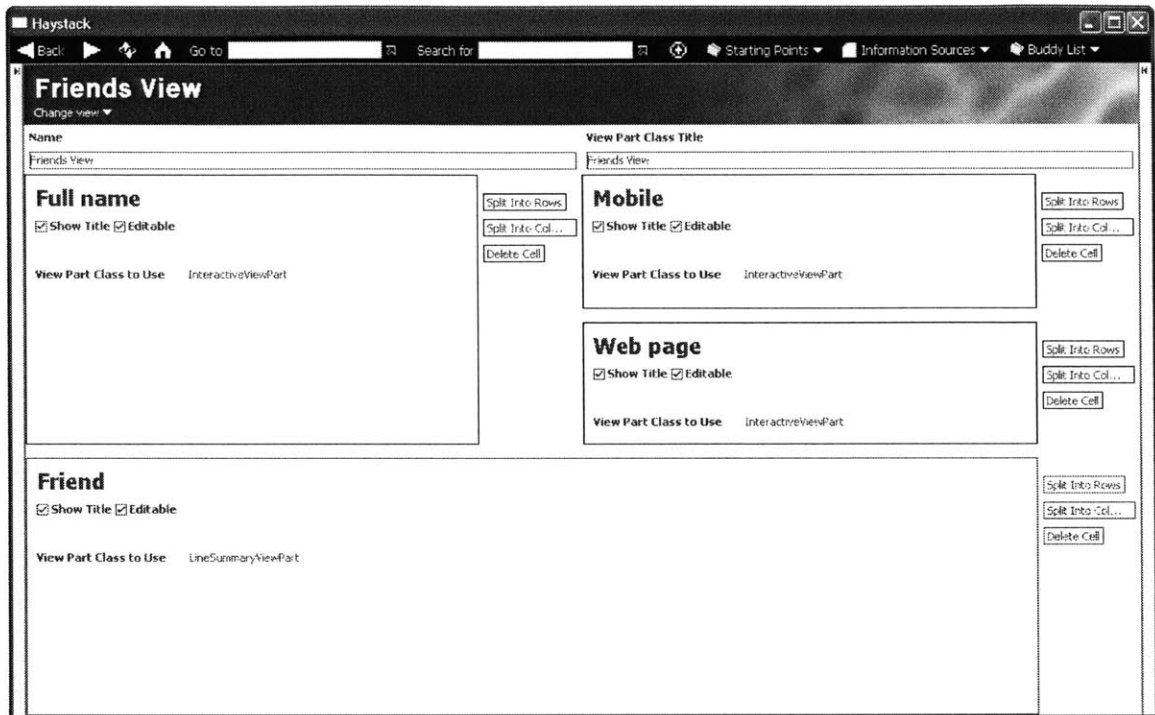 Haystack
Back Go to Search for Starting Points Information Sources Buddy List
Friends View
Change view
Name View Part Class Title
Friends View Friends View
Full name
Show Title Editable
View Part Class to Use InteractiveViewPart
Split Into Rows
Split Into Col...
Delete Cell
Mobile
Show Title Editable
View Part Class to Use InteractiveViewPart
Split Into Rows
Split Into Col...
Delete Cell
Web page
Show Title Editable
View Part Class to Use InteractiveViewPart
Split Into Rows
Split Into Col...
Delete Cell
Friend
Show Title Editable
View Part Class to Use LineSummaryViewPart
Split Into Rows
Split Into Col...
Delete Cell